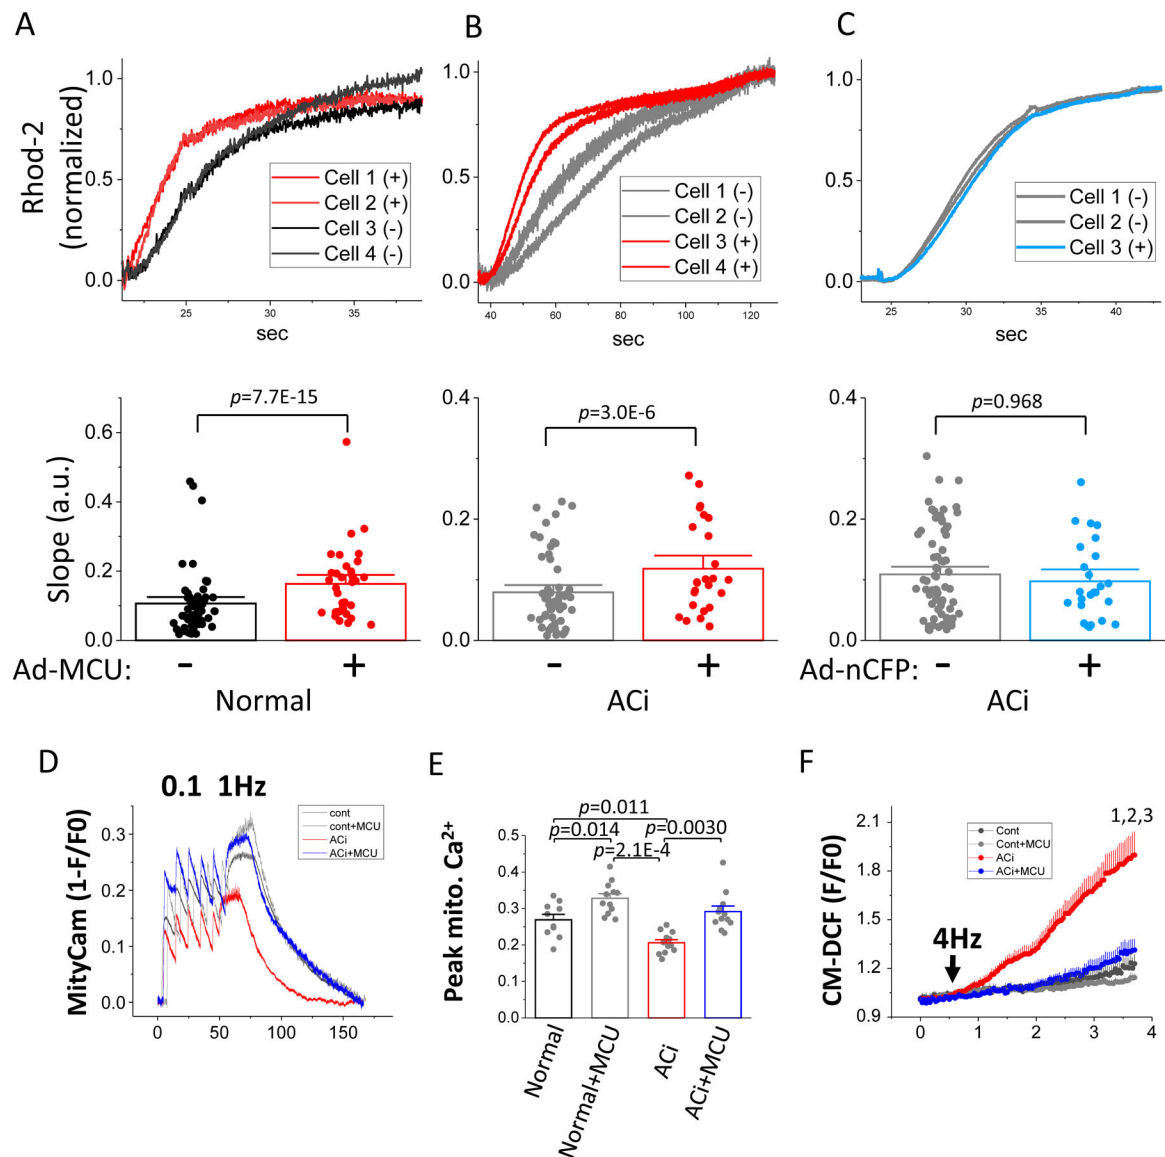 A
B
C
Rhod-2
(normalized)
1.0
0.5
0.0
Cell 1 (+)
Cell 2 (+)
Cell 3 (-)
Cell 4 (-)
25
30
35
sec
1.0
0.5
0.0
Cell 1 (-)
Cell 2 (-)
Cell 3 (+)
Cell 4 (+)
40
60
80
100
120
sec
1.0
0.5
0.0
Cell 1 (-)
Cell 2 (-)
Cell 3 (+)
25
30
35
40
sec
Slope (a.u.)
0.6
0.4
0.2
0.0
p=7.7E-15
0.4
0.2
0.0
p=3.0E-6
0.4
0.2
0.0
p=0.968
Ad-MCU: - + - + Ad-nCFP: - +
Normal ACi ACi
D
0.1 1Hz
MityCam (1-F/F0)
0.3
0.2
0.1
0.0
cont
cont+MCU
ACi
ACi+MCU
0
50
100
150
E
Peak mito. Ca²⁺
p=0.011
p=0.014 p=0.0030
p=2.1E-4
0.5
0.4
0.3
0.2
0.1
0.0
Normal
Normal+MCU
ACi
ACi+MCU
F
CM-DCF (F/F0)
2.1
1.8
1.5
1.2
0.9
Cont
Cont+MCU
ACi
ACi+MCU
1,2,3
4Hz
0
1
2
3
4